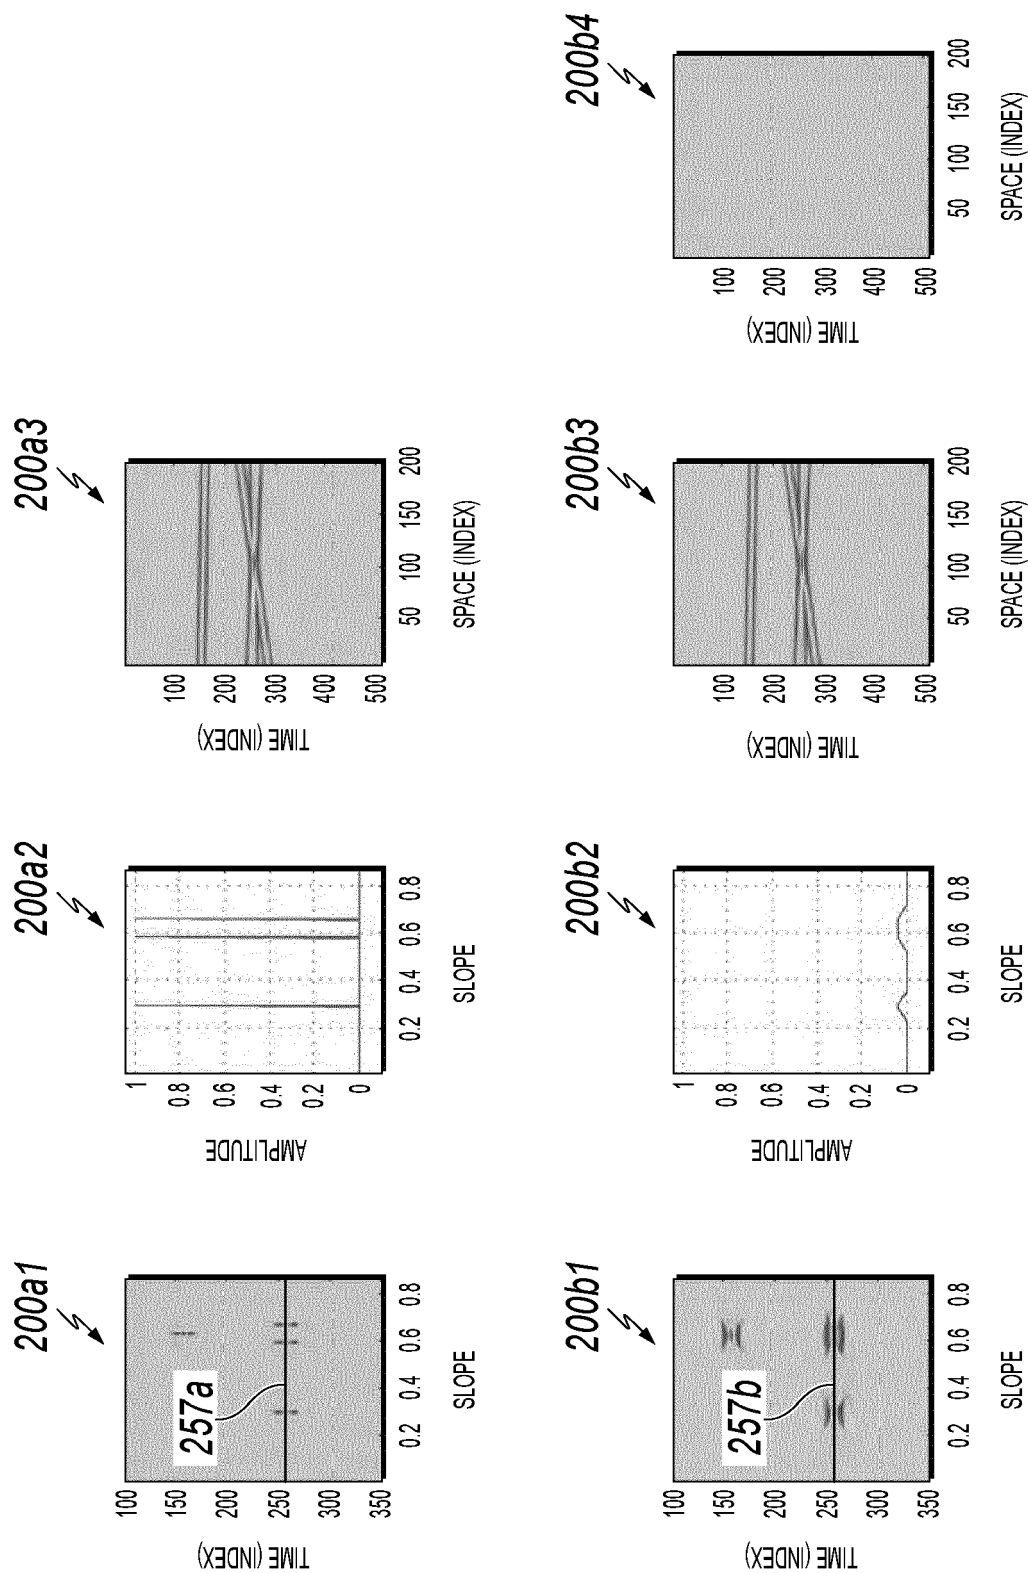 200a1
257a
100
150
200
250
300
350
TIME (INDEX)
0.2
0.4
0.6
0.8
SLOPE
200a2
1
0.8
0.6
0.4
0.2
0
AMPLITUDE
0.2
0.4
0.6
0.8
SLOPE
200a3
100
200
300
400
500
TIME (INDEX)
50
100
150
200
SPACE (INDEX)
200b1
257b
100
150
200
250
300
350
TIME (INDEX)
0.2
0.4
0.6
0.8
SLOPE
200b2
1
0.8
0.6
0.4
0.2
0
AMPLITUDE
0.2
0.4
0.6
0.8
SLOPE
200b3
100
200
300
400
500
TIME (INDEX)
50
100
150
200
SPACE (INDEX)
200b4
100
200
300
400
500
TIME (INDEX)
50
100
150
200
SPACE (INDEX)